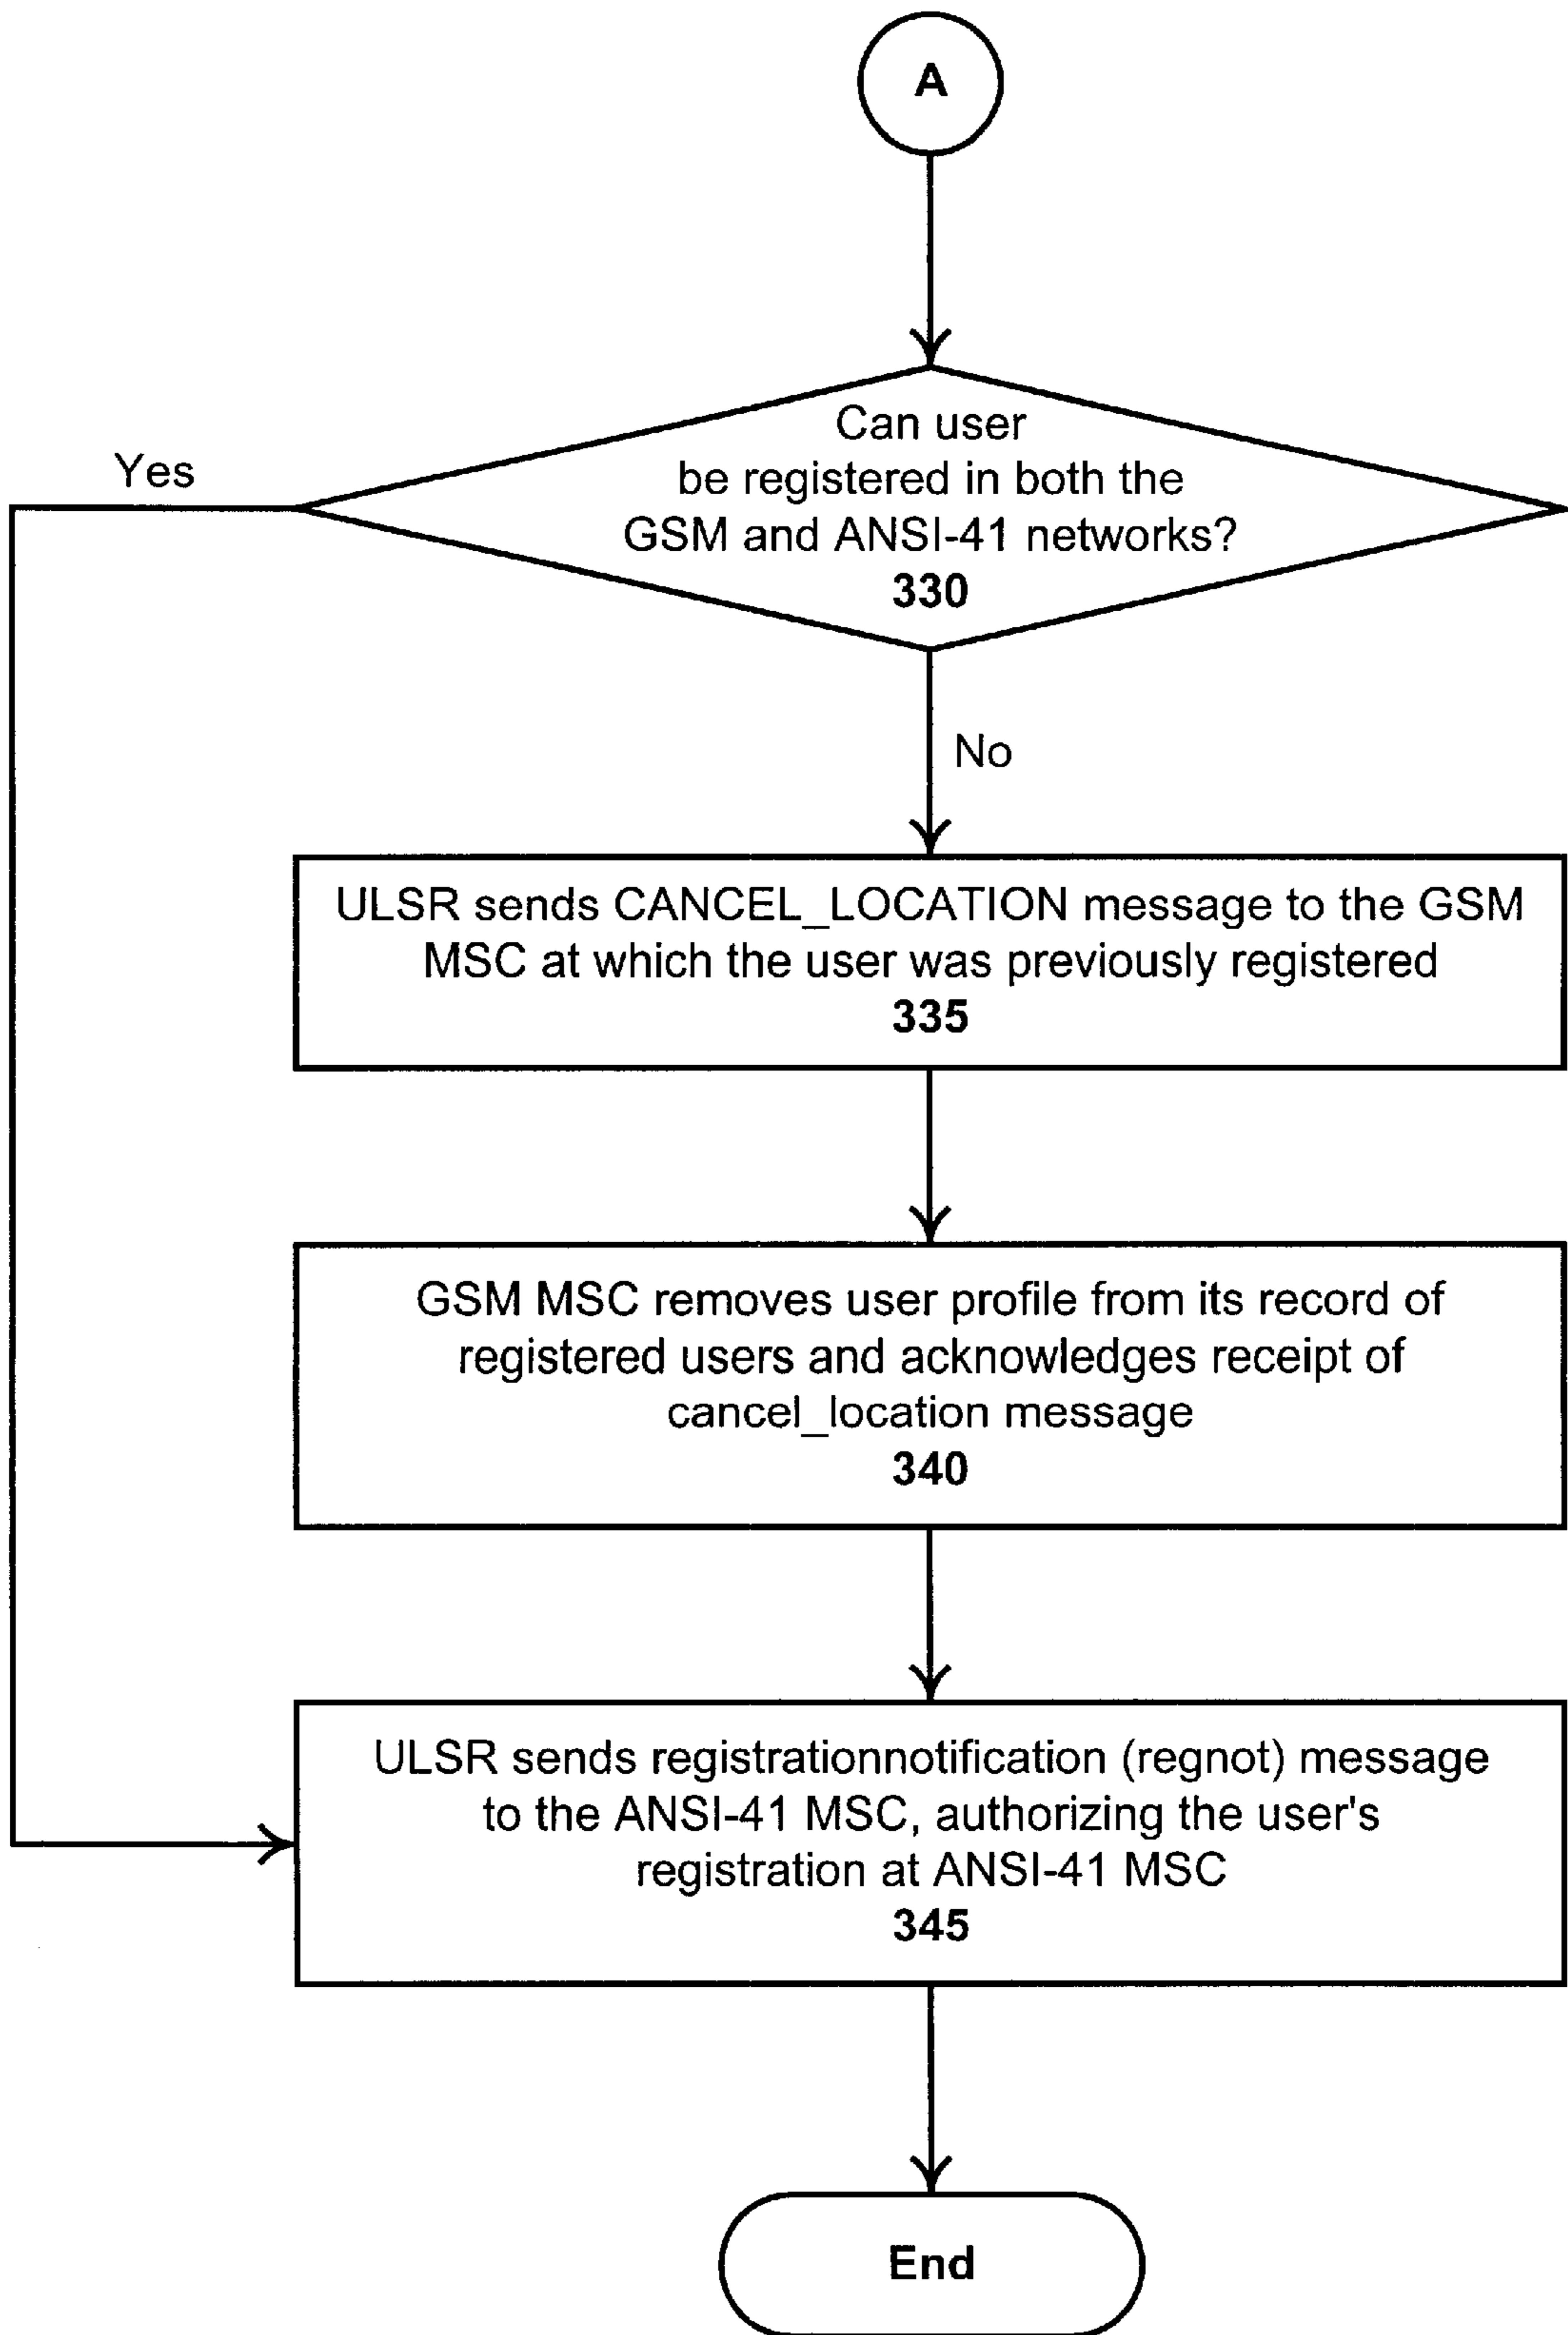 A
Can user
be registered in both the
GSM and ANSI-41 networks?
330
Yes
No
ULSR sends CANCEL_LOCATION message to the GSM
MSC at which the user was previously registered
335
GSM MSC removes user profile from its record of
registered users and acknowledges receipt of
cancel_location message
340
ULSR sends registrationnotification (regnot) message
to the ANSI-41 MSC, authorizing the user's
registration at ANSI-41 MSC
345
End